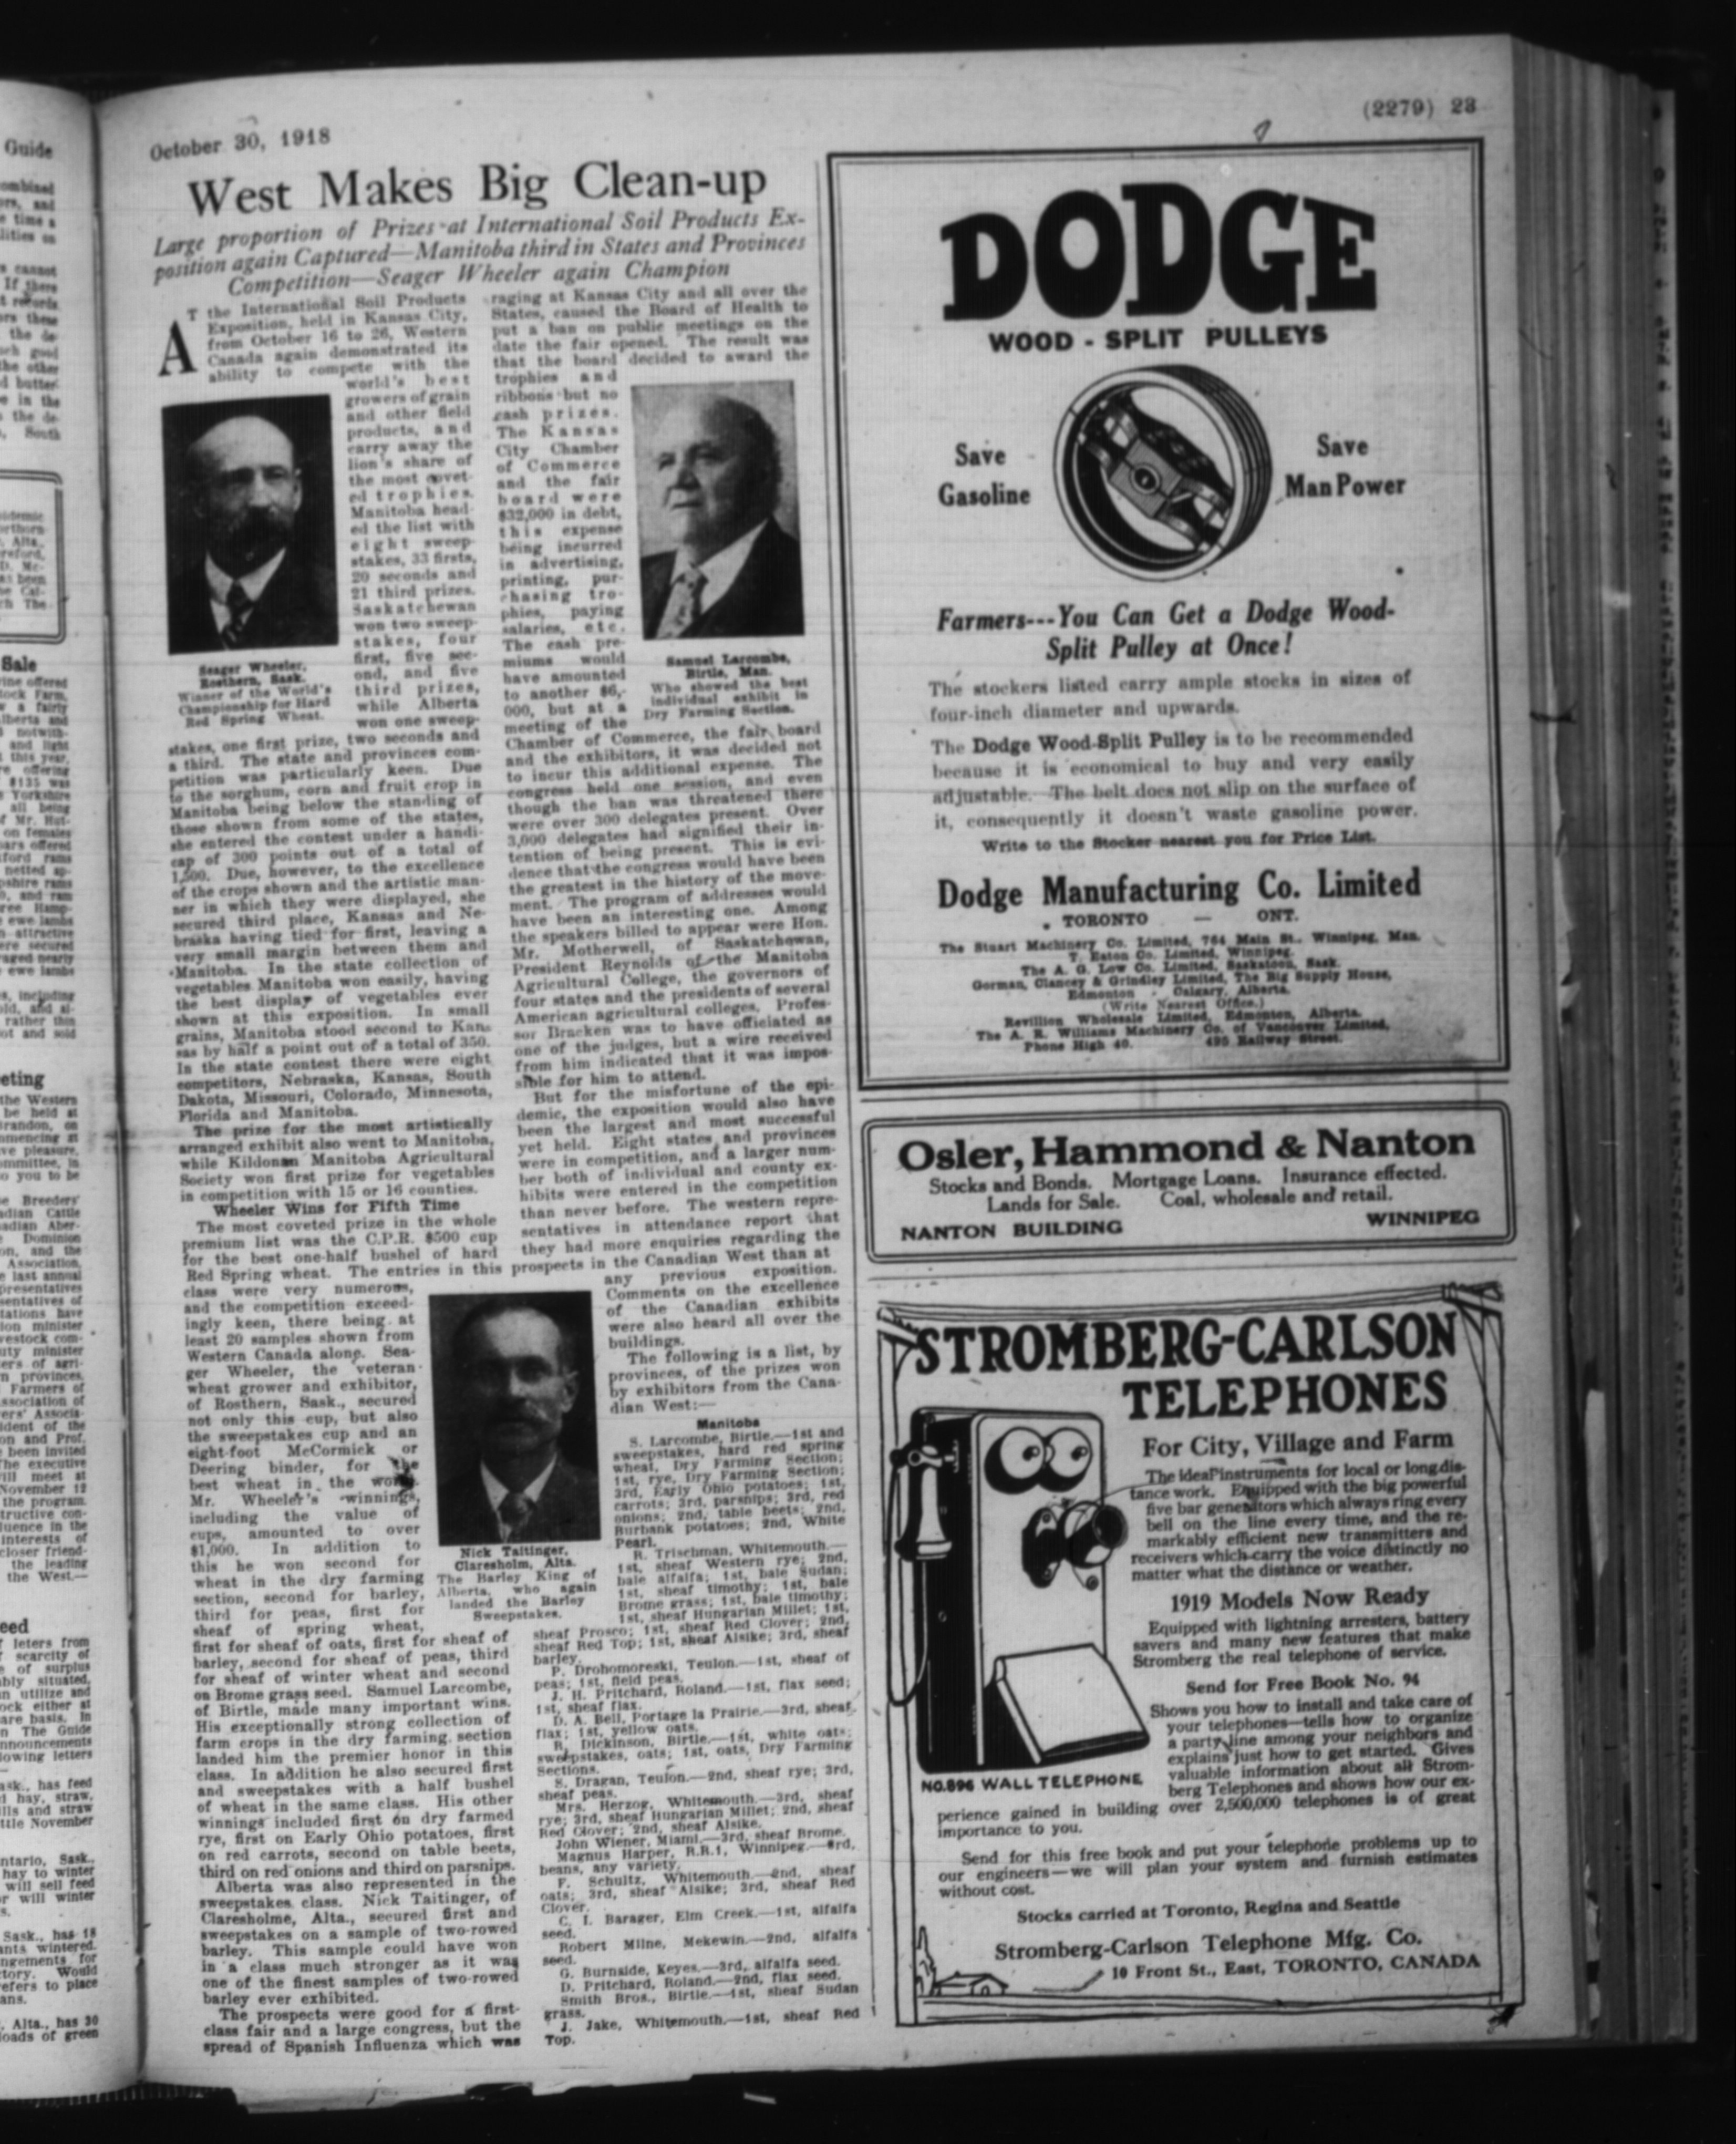 October 30, 1918
(2279) 23
West Makes Big Clean-up
Large proportion of Prizes at International Soil Products Ex-
position again Captured—Manitoba third in States and Provinces
Competition—Seager Wheeler again Champion
AT the International Soil Products
Exposition, held in Kansas City,
from October 16 to 26, Western
Canada again demonstrated its
ability to compete with the
world's best
growers of grain
and other field
products, and
carry away the
lion's share of
the most covet-
ed trophies.
Manitoba head-
ed the list with
eight sweep-
stakes, 33 firsts,
20 seconds and
21 third prizes.
Saskatchewan
won two sweep-
stakes, four
first, five sec-
ond, and five
third prizes,
while Alberta
won one sweep-
Seager Wheeler,
Rosthern, Sask.
Winner of the World's
Championship for Hard
Red Spring Wheat.
stakes, one first prize, two seconds and
a third. The state and provinces com-
petition was particularly keen. Due
to the sorghum, corn and fruit crop in
Manitoba being below the standing of
those shown from some of the states,
she entered the contest under a handi-
cap of 300 points out of a total of
1,500. Due, however, to the excellence
of the crops shown and the artistic man-
ner in which they were displayed, she
secured third place, Kansas and Ne-
braska having tied for first, leaving a
very small margin between them and
Manitoba. In the state collection of
vegetables Manitoba won easily, having
the best display of vegetables ever
shown at this exposition. In small
grains, Manitoba stood second to Kan-
sas by half a point out of a total of 350.
In the state contest there were eight
competitors, Nebraska, Kansas, South
Dakota, Missouri, Colorado, Minnesota,
Florida and Manitoba.
The prize for the most artistically
arranged exhibit also went to Manitoba,
while Kildonan Manitoba Agricultural
Society won first prize for vegetables
in competition with 15 or 16 counties.
Wheeler Wins for Fifth Time
The most coveted prize in the whole
premium list was the C.P.R. $500 cup
for the best one-half bushel of hard
Red Spring wheat. The entries in this
class were very numerous,
and the competition exceed-
ingly keen, there being at
least 20 samples shown from
Western Canada alone. Sea-
ger Wheeler, the veteran
wheat grower and exhibitor,
of Rosthern, Sask., secured
not only this cup, but also
the sweepstakes cup and an
eight-foot McCormick or
Deering binder, for the
best wheat in the world.
Mr. Wheeler's winnings,
including the value of
cups, amounted to over
$1,000. In addition to
this he won second for
wheat in the dry farming
section, second for barley,
third for peas, first for
sheaf of spring wheat,
first for sheaf of oats, first for sheaf of
barley, second for sheaf of peas, third
for sheaf of winter wheat and second
on Brome grass seed. Samuel Larcombe,
of Birtle, made many important wins.
His exceptionally strong collection of
farm crops in the dry farming section
landed him the premier honor in this
class. In addition he also secured first
and sweepstakes with a half bushel
of wheat in the same class. His other
winnings included first on dry farmed
rye, first on Early Ohio potatoes, first
on red carrots, second on table beets,
third on red onions and third on parsnips.
Alberta was also represented in the
sweepstakes class. Nick Taitinger, of
Claresholme, Alta., secured first and
sweepstakes on a sample of two-rowed
barley. This sample could have won
in a class much stronger as it was
one of the finest samples of two-rowed
barley ever exhibited.
The prospects were good for a first-
class fair and a large congress, but the
spread of Spanish Influenza which was
raging at Kansas City and all over the
States, caused the Board of Health to
put a ban on public meetings on the
date the fair opened. The result was
that the board decided to award the
trophies and
ribbons but no
cash prizes.
The Kansas
City Chamber
of Commerce
and the fair
board were
$32,000 in debt,
this expense
being incurred
in advertising,
printing, pur-
chasing tro-
phies, paying
salaries, etc.
The cash pre-
miums would
have amounted
to another $6,-
000, but at a
meeting of the
Samuel Larcombe,
Birtle, Man.
Who showed the best
individual exhibit in
Dry Farming Section.
Chamber of Commerce, the fair board
and the exhibitors, it was decided not
to incur this additional expense. The
congress held one session, and even
though the ban was threatened there
were over 300 delegates present. Over
3,000 delegates had signified their in-
tention of being present. This is evi-
dence that the congress would have been
the greatest in the history of the move-
ment. The program of addresses would
have been an interesting one. Among
the speakers billed to appear were Hon.
Mr. Motherwell, of Saskatchewan,
President Reynolds of the Manitoba
Agricultural College, the governors of
four states and the presidents of several
American agricultural colleges. Profes-
sor Bracken was to have officiated as
one of the judges, but a wire received
from him indicated that it was impos-
sible for him to attend.
But for the misfortune of the epi-
demic, the exposition would also have
been the largest and most successful
yet held. Eight states and provinces
were in competition, and a larger num-
ber both of individual and county ex-
hibits were entered in the competition
than never before. The western repre-
sentatives in attendance report that
they had more enquiries regarding the
prospects in the Canadian West than at
any previous exposition.
Comments on the excellence
of the Canadian exhibits
were also heard all over the
buildings.
The following is a list, by
provinces, of the prizes won
by exhibitors from the Cana-
dian West:—
Nick Taitinger,
Claresholm, Alta.
The Barley King of
Alberta, who again
landed the Barley
Sweepstakes.
Manitoba
S. Larcombe, Birtle.—1st and
sweepstakes, hard red spring
wheat, Dry Farming Section;
1st, rye, Dry Farming Section;
3rd, Early Ohio potatoes; 1st,
carrots; 3rd, parsnips; 3rd, red
onions; 2nd, table beets; 2nd,
Burbank potatoes; 2nd, White
Pearl.
R. Trischman, Whitemouth.—
1st, sheaf Western rye; 2nd,
bale alfalfa; 1st, bale Sudan;
1st, sheaf timothy; 1st, bale
Brome grass; 1st, bale timothy;
1st, sheaf Hungarian Millet; 1st,
sheaf Prosco; 1st, sheaf Red Clover; 2nd,
sheaf Red Top; 1st, sheaf Alsike; 3rd, sheaf
barley.
P. Drohomoreski, Teulon.—1st, sheaf of
peas; 1st, field peas.
J. H. Pritchard, Roland.—1st, flax seed;
1st, sheaf flax.
D. A. Bell, Portage la Prairie.—3rd, sheaf
flax; 1st, yellow oats.
R. Dickinson, Birtle.—1st, white oats;
sweepstakes, oats; 1st, oats, Dry Farming
Sections.
S. Dragan, Teulon.—2nd, sheaf rye; 3rd,
sheaf peas.
Mrs. Herzog, Whitemouth.—3rd, sheaf
rye; 3rd, sheaf Hungarian Millet; 2nd, sheaf
Red Clover; 2nd, sheaf Alsike.
John Wiener, Miami.—3rd, sheaf Brome.
Magnus Harper, R.R.1, Winnipeg.—3rd,
beans, any variety.
F. Schultz, Whitemouth.—2nd, sheaf
oats; 3rd, sheaf Alsike; 3rd, sheaf Red
Clover.
C. I. Barager, Elm Creek.—1st, alfalfa
seed.
Robert Milne, Mekewin.—2nd, alfalfa
seed.
G. Burnside, Keyes.—3rd, alfalfa seed.
D. Pritchard, Roland.—2nd, flax seed.
Smith Bros., Birtle.—1st, sheaf Sudan
grass.
J. Jake, Whitemouth.—1st, sheaf Red
Top.
DODGE
WOOD - SPLIT PULLEYS
Save
Gasoline
Save
Man Power
Farmers---You Can Get a Dodge Wood-
Split Pulley at Once!
The stockers listed carry ample stocks in sizes of
four-inch diameter and upwards.
The Dodge Wood-Split Pulley is to be recommended
because it is economical to buy and very easily
adjustable. The belt does not slip on the surface of
it, consequently it doesn't waste gasoline power.
Write to the Stocker nearest you for Price List.
Dodge Manufacturing Co. Limited
TORONTO — ONT.
The Stuart Machinery Co. Limited, 764 Main St., Winnipeg, Man.
T. Eaton Co. Limited, Winnipeg.
The A. G. Low Co. Limited, Saskatoon, Sask.
Gorman, Clancey & Grindley Limited, The Big Supply House,
Edmonton - Calgary, Alberta.
(Write Nearest Office.)
Revillion Wholesale Limited, Edmonton, Alberta.
The A. R. Williams Machinery Co. of Vancouver Limited,
Phone High 40. 495 Railway Street.
Osler, Hammond & Nanton
Stocks and Bonds. Mortgage Loans. Insurance effected.
Lands for Sale. Coal, wholesale and retail.
NANTON BUILDING WINNIPEG
STROMBERG-CARLSON
TELEPHONES
For City, Village and Farm
The ideal instruments for local or long dis-
tance work. Equipped with the big powerful
five bar generators which always ring every
bell on the line every time, and the re-
markably efficient new transmitters and
receivers which carry the voice distinctly no
matter what the distance or weather.
1919 Models Now Ready
Equipped with lightning arresters, battery
savers and many new features that make
Stromberg the real telephone of service.
Send for Free Book No. 94
Shows you how to install and take care of
your telephones—tells how to organize
a party line among your neighbors and
explains just how to get started. Gives
valuable information about all Strom-
berg Telephones and shows how our ex-
perience gained in building over 2,500,000 telephones is of great
importance to you.
NO. 896 WALL TELEPHONE
Send for this free book and put your telephone problems up to
our engineers—we will plan your system and furnish estimates
without cost.
Stocks carried at Toronto, Regina and Seattle
Stromberg-Carlson Telephone Mfg. Co.
10 Front St., East, TORONTO, CANADA